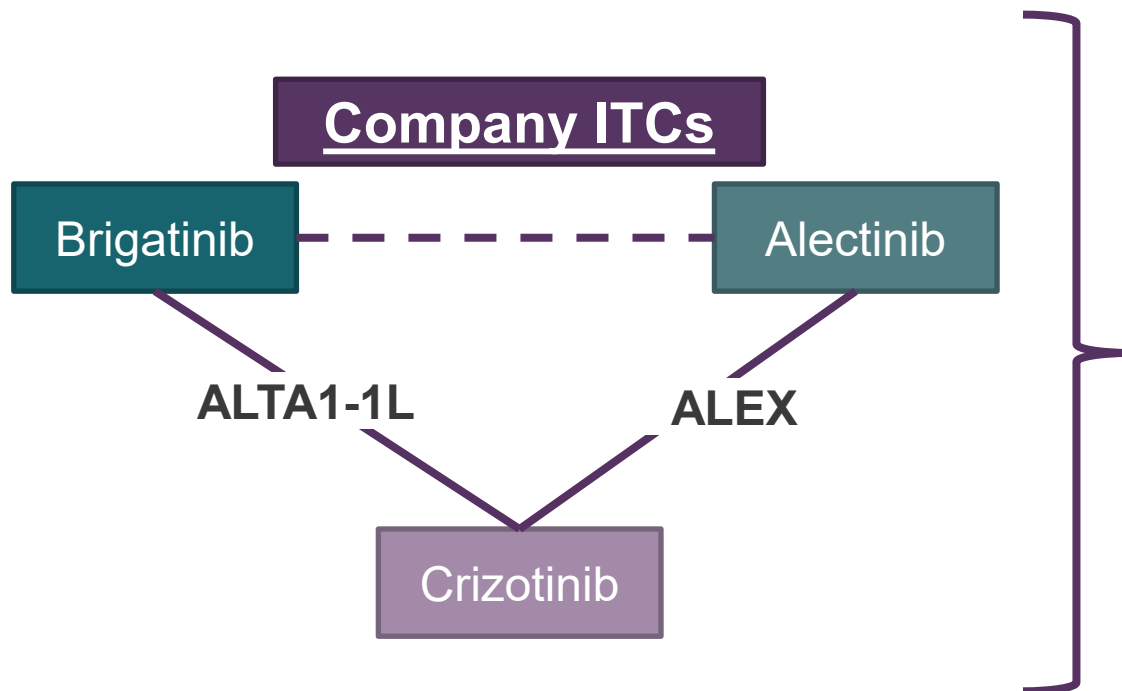 Company ITCs
Brigatinib
Alectinib
ALTA1-1L
ALEX
Crizotinib